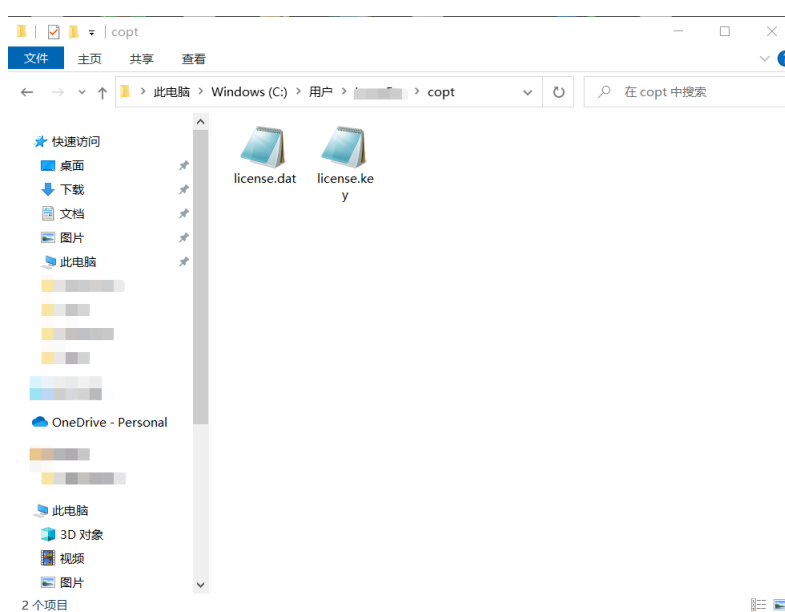 copt
文件 主页 共享 查看
此电脑 Windows (C:) 用户 copt
在 copt 中搜索
快速访问
桌面
下载
文档
图片
此电脑
OneDrive - Personal
此电脑
3D 对象
视频
图片
license.dat
license.ke
y
2 个项目